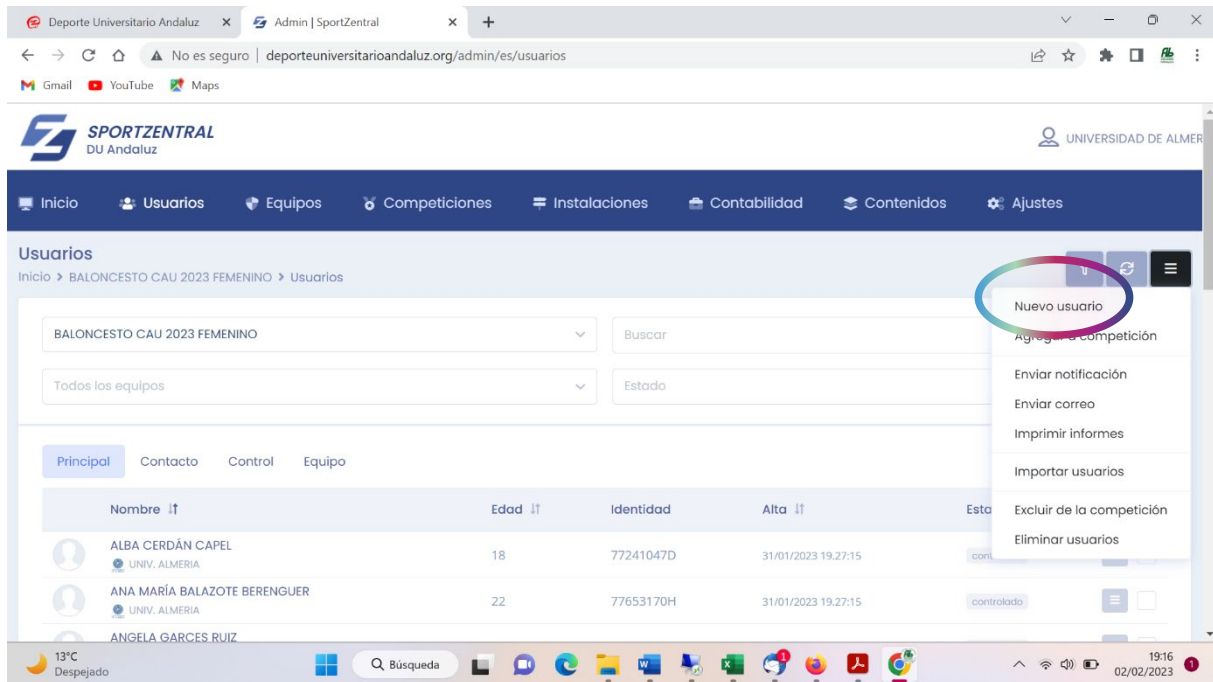 Deporte Universitario Andaluz
Admin | SportZentral
No es seguro | deporteuniversitarioandaluz.org/admin/es/usuarios
Gmail YouTube Maps
SPORTZENTRAL
DU Andaluz
UNIVERSIDAD DE ALMER
Inicio Usuarios Equipos Competiciones Instalaciones Contabilidad Contenidos Ajustes
Usuarios
Inicio > BALONCESTO CAU 2023 FEMENINO > Usuarios
Nuevo usuario
Agregar a competición
Enviar notificación
Enviar correo
Imprimir informes
Importar usuarios
Excluir de la competición
Eliminar usuarios
BALONCESTO CAU 2023 FEMENINO Buscar
Todos los equipos Estado
Principal Contacto Control Equipo
Nombre Edad Identidad Alta Esta
ALBA CERDÁN CAPEL 18 77241047D 31/01/2023 19.27:15 con
UNIV. ALMERIA
ANA MARÍA BALAZOTE BERENGUER 22 77653170H 31/01/2023 19.27:15 controlado
UNIV. ALMERIA
ANGELA GARCES RUIZ
13°C
Despejado
Búsqueda
19:16
02/02/2023
1